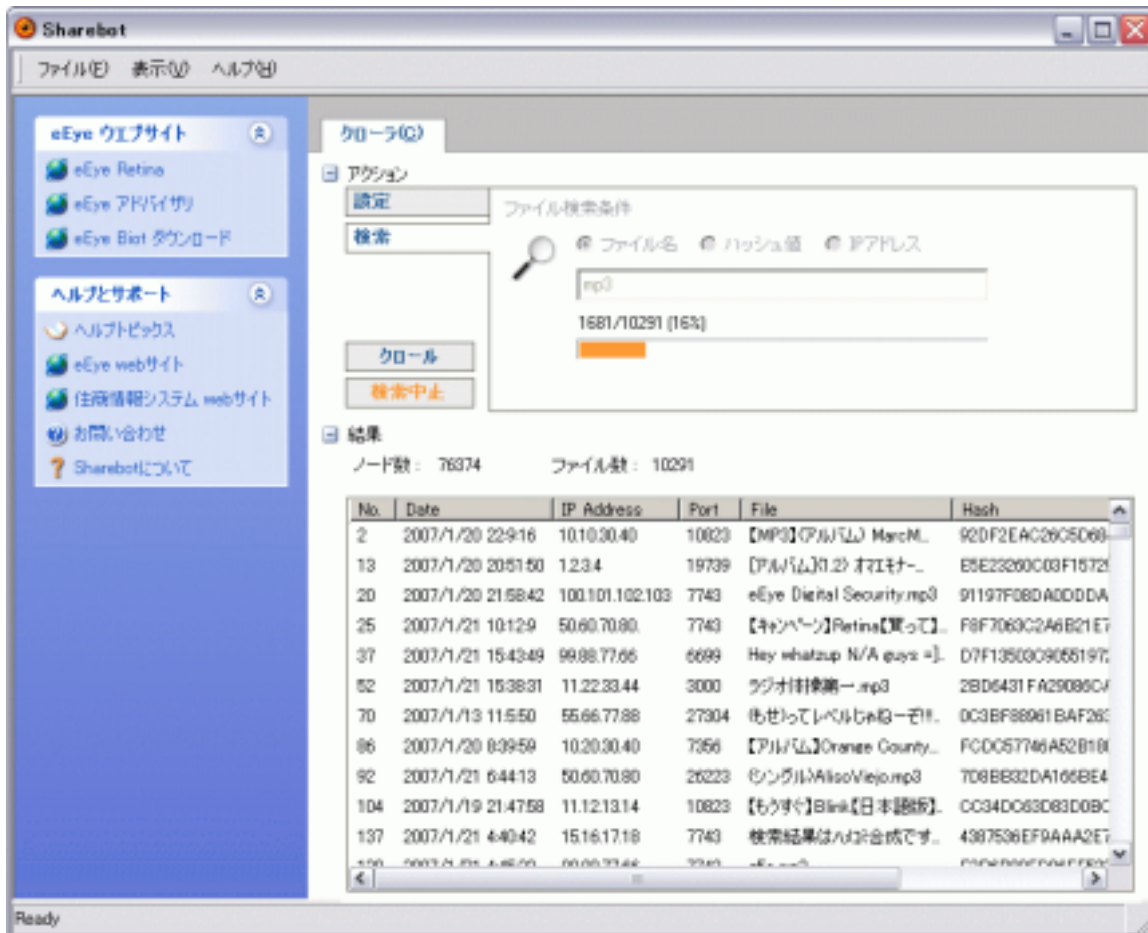 Sharebot
ファイル(F) 表示(V) ヘルプ(H)
eEye ウエブサイト
eEye Retina
eEye アドバイザリ
eEye Biot ダウンロード
ヘルプとサポート
ヘルプトピックス
eEye webサイト
住商情報システム webサイト
お問い合わせ
Sharebotについて
クローラ(C)
アクション
設定
検索
ファイル検索条件
ファイル名 ハッシュ値 IPアドレス
mp3
1681/10291 (16%)
クロール
検索中止
結果
ノード数 : 76374 ファイル数 : 10291
No. Date IP Address Port File Hash
2 2007/1/20 22:9:16 10.10.30.40 10823 【MP3】(アルバム) MarcM... 92DF2EAC26C5D68
13 2007/1/20 20:51:50 1.2.3.4 19739 [アルバム](1.2) オマエモナー... E5E23260C03F1572
20 2007/1/20 21:58:42 100.101.102.103 7743 eEye Digital Security.mp3 91197F08DA0DDDA
25 2007/1/21 10:12:9 50.60.70.80. 7743 【キャンペーン】Retina【買って】... F8F7063C2A6B21E7
37 2007/1/21 15:43:49 99.88.77.66 6699 Hey whatzup N/A guys =]... D7F13503C9055197
52 2007/1/21 15:38:31 11.22.33.44 3000 ラジオ体操第一.mp3 2BD6431FA29086C
70 2007/1/13 11:5:50 55.66.77.88 27304 (もせ)ってレベルじゃねーぞ!!... 0C3BF88961BAF263
86 2007/1/20 8:39:59 10.20.30.40 7356 【アルバム】Orange County... FCDC57746A52B18
92 2007/1/21 6:44:13 50.60.70.80 26223 (シングル)AlisoViejo.mp3 7D8BB32DA166BE4
104 2007/1/19 21:47:58 11.12.13.14 10823 【もうすぐ】Blink【日本語版】... CC34DC63D83D0BC
137 2007/1/21 4:40:42 15.16.17.18 7743 検索結果はハメコミ合成です... 4387536EF9AAA2E7
Ready